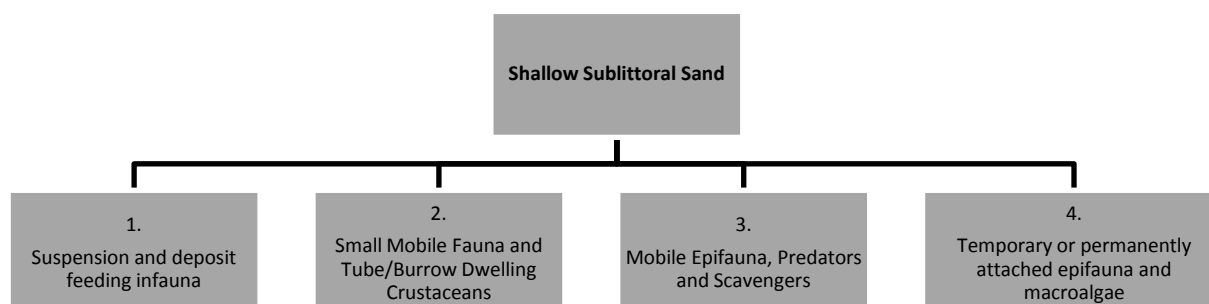 Shallow Sublittoral Sand
1.
Suspension and deposit
feeding infauna
2.
Small Mobile Fauna and
Tube/Burrow Dwelling
Crustaceans
3.
Mobile Epifauna, Predators
and Scavengers
4.
Temporary or permanently
attached epifauna and
macroalgae